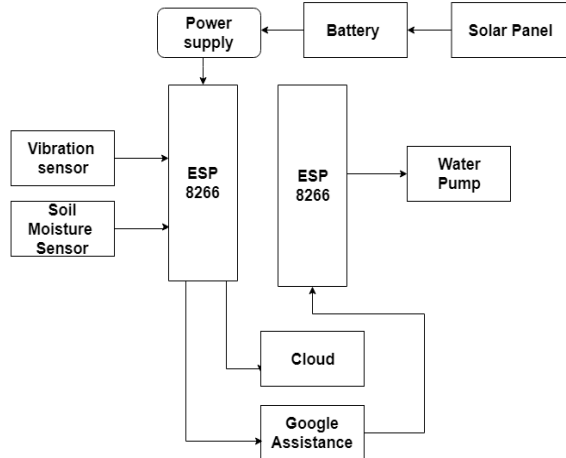 Power
supply
Battery
Solar Panel
Vibration
sensor
ESP
8266
ESP
8266
Water
Pump
Soil
Moisture
Sensor
Cloud
Google
Assistance